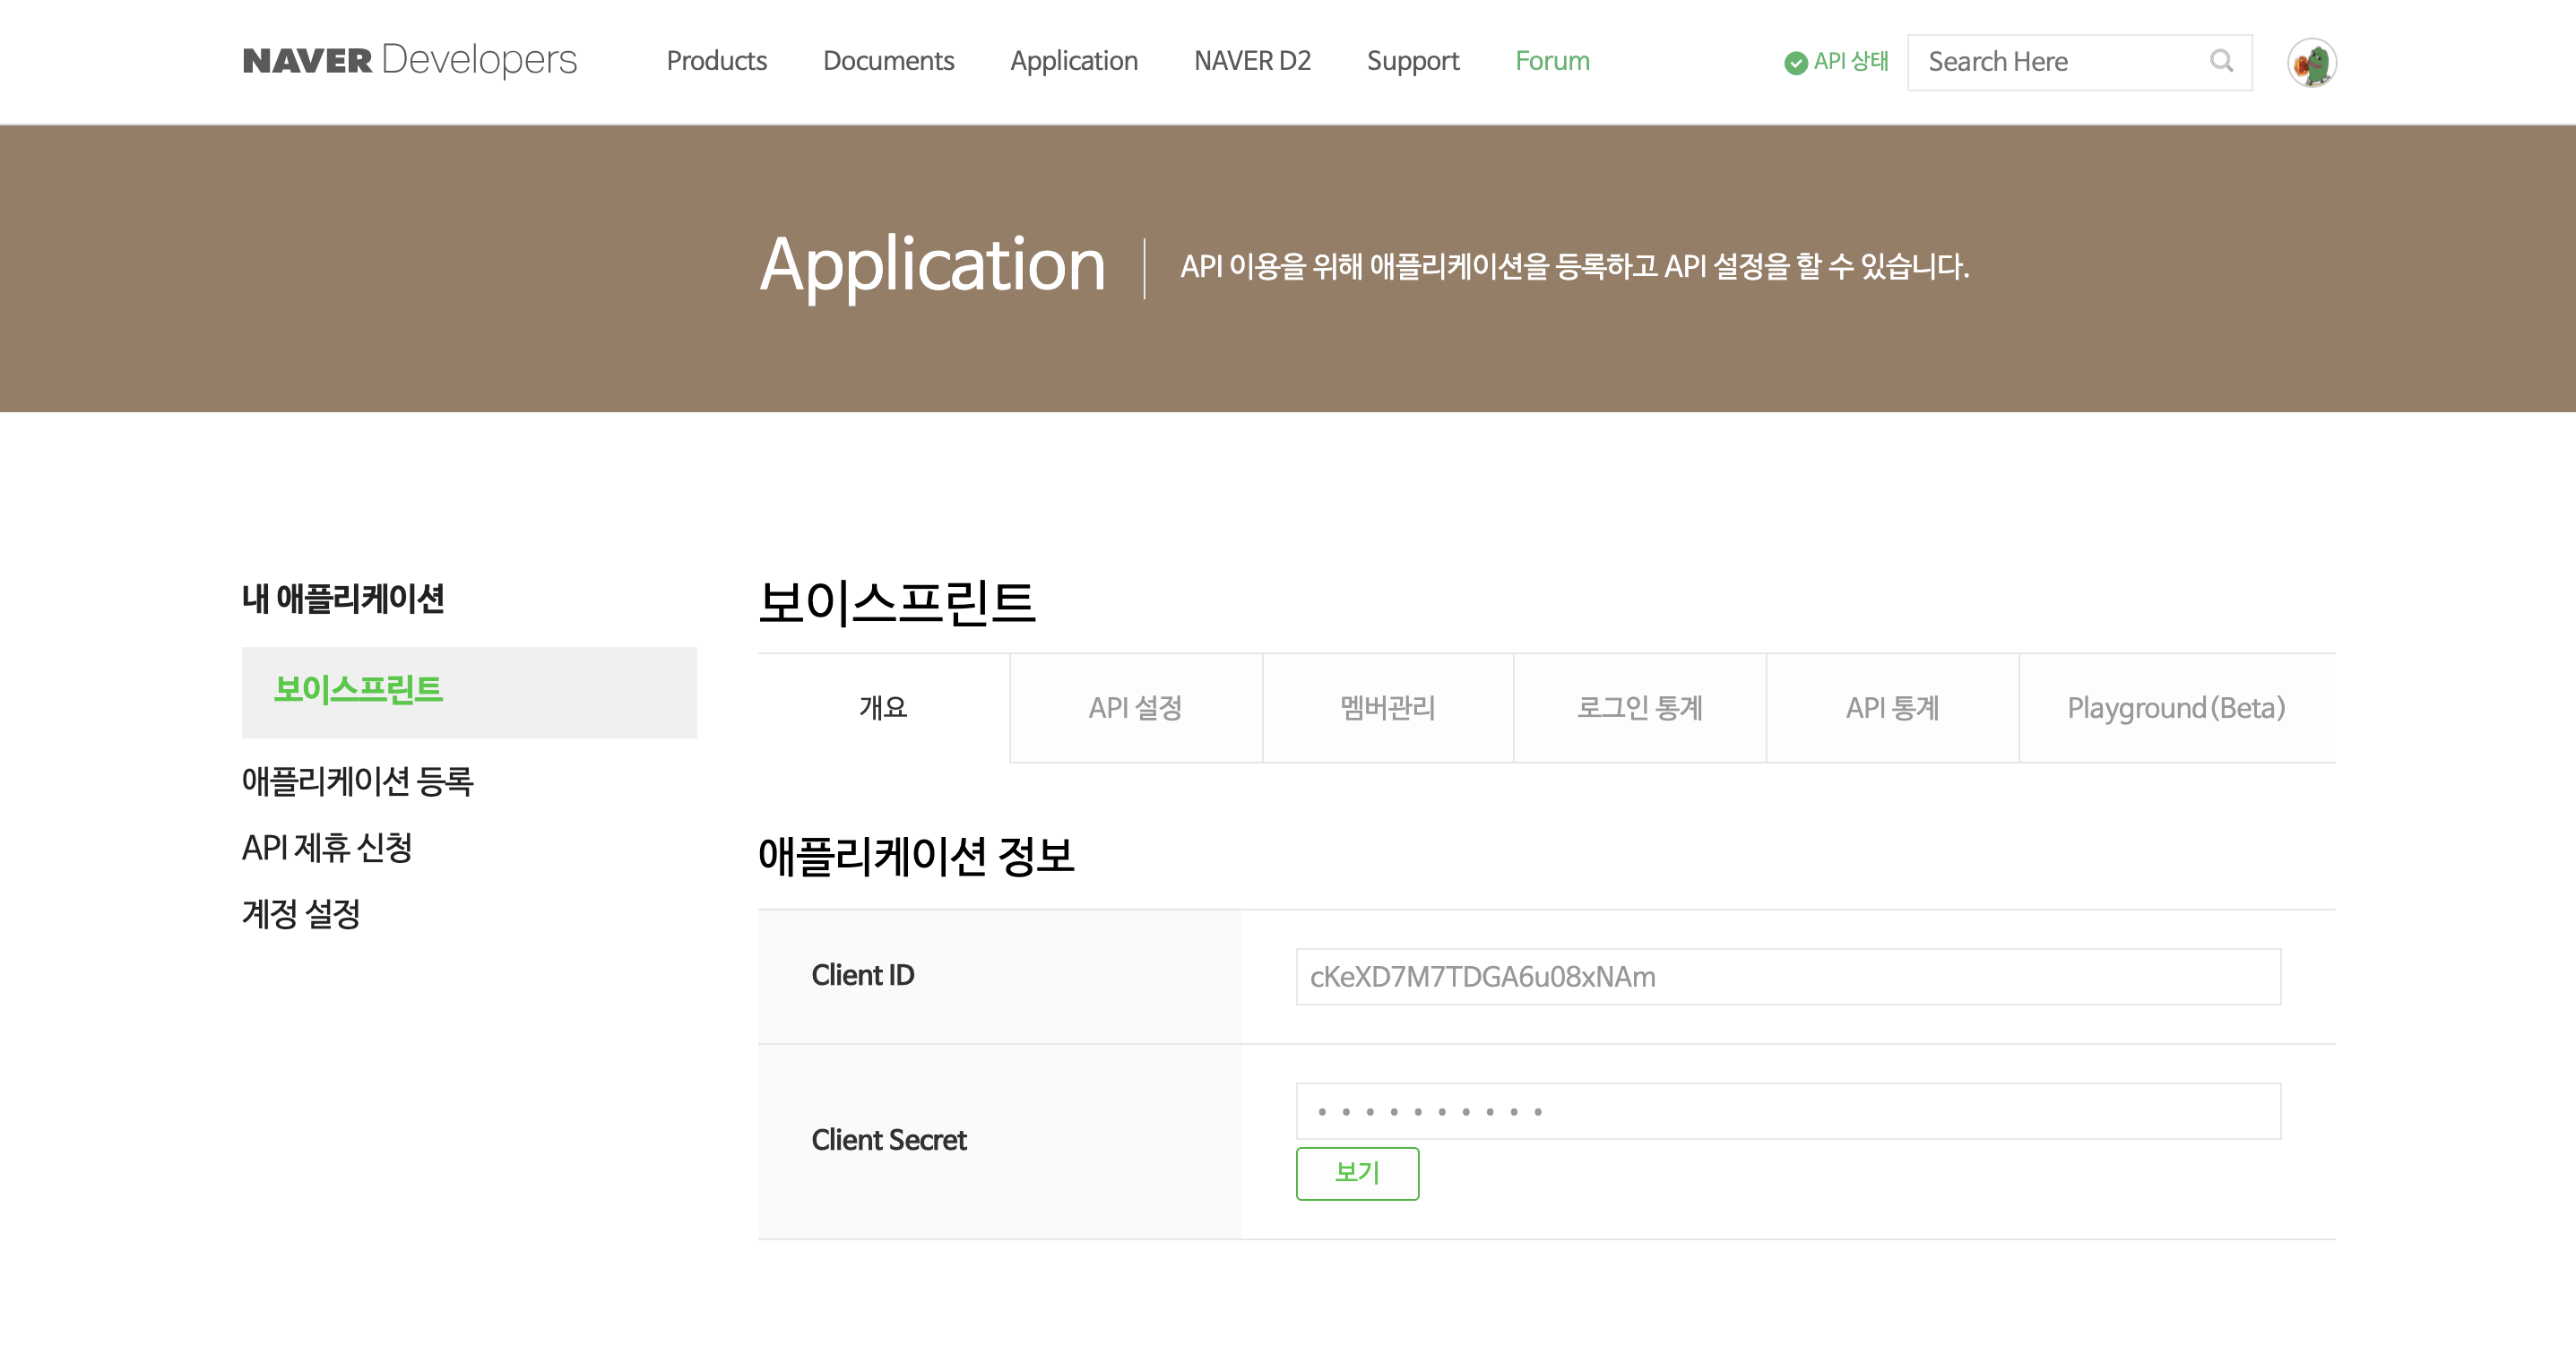 NAVER Developers
Products
Documents
Application
NAVER D2
Support
Forum
API 상태
Search Here
Application
API 이용을 위해 애플리케이션을 등록하고 API 설정을 할 수 있습니다.
내 애플리케이션
보이스프린트
애플리케이션 등록
API 제휴 신청
계정 설정
보이스프린트
개요
API 설정
멤버관리
로그인 통계
API 통계
Playground(Beta)
애플리케이션 정보
Client ID
cKeXD7M7TDGA6u08xNAm
Client Secret
••••••••••
보기